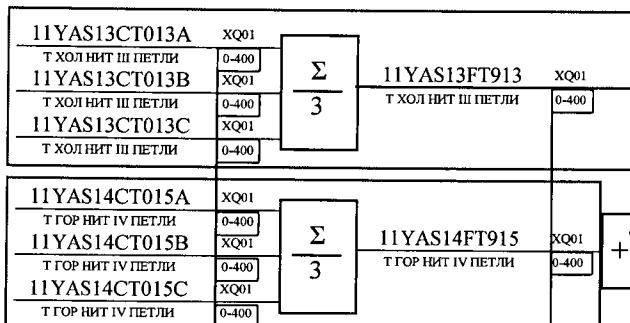 11YAS13CT013A XQ01
Т ХОЛ НИТ III ПЕТЛИ 0-400
11YAS13CT013B XQ01
Т ХОЛ НИТ III ПЕТЛИ 0-400
11YAS13CT013C XQ01
Т ХОЛ НИТ III ПЕТЛИ 0-400
Σ
3
11YAS13FT913 XQ01
Т ХОЛ НИТ III ПЕТЛИ 0-400
11YAS14CT015A XQ01
Т ГОР НИТ IV ПЕТЛИ 0-400
11YAS14CT015B XQ01
Т ГОР НИТ IV ПЕТЛИ 0-400
11YAS14CT015C XQ01
Т ГОР НИТ IV ПЕТЛИ 0-400
Σ
3
11YAS14FT915 XQ01
Т ГОР НИТ IV ПЕТЛИ 0-400
+